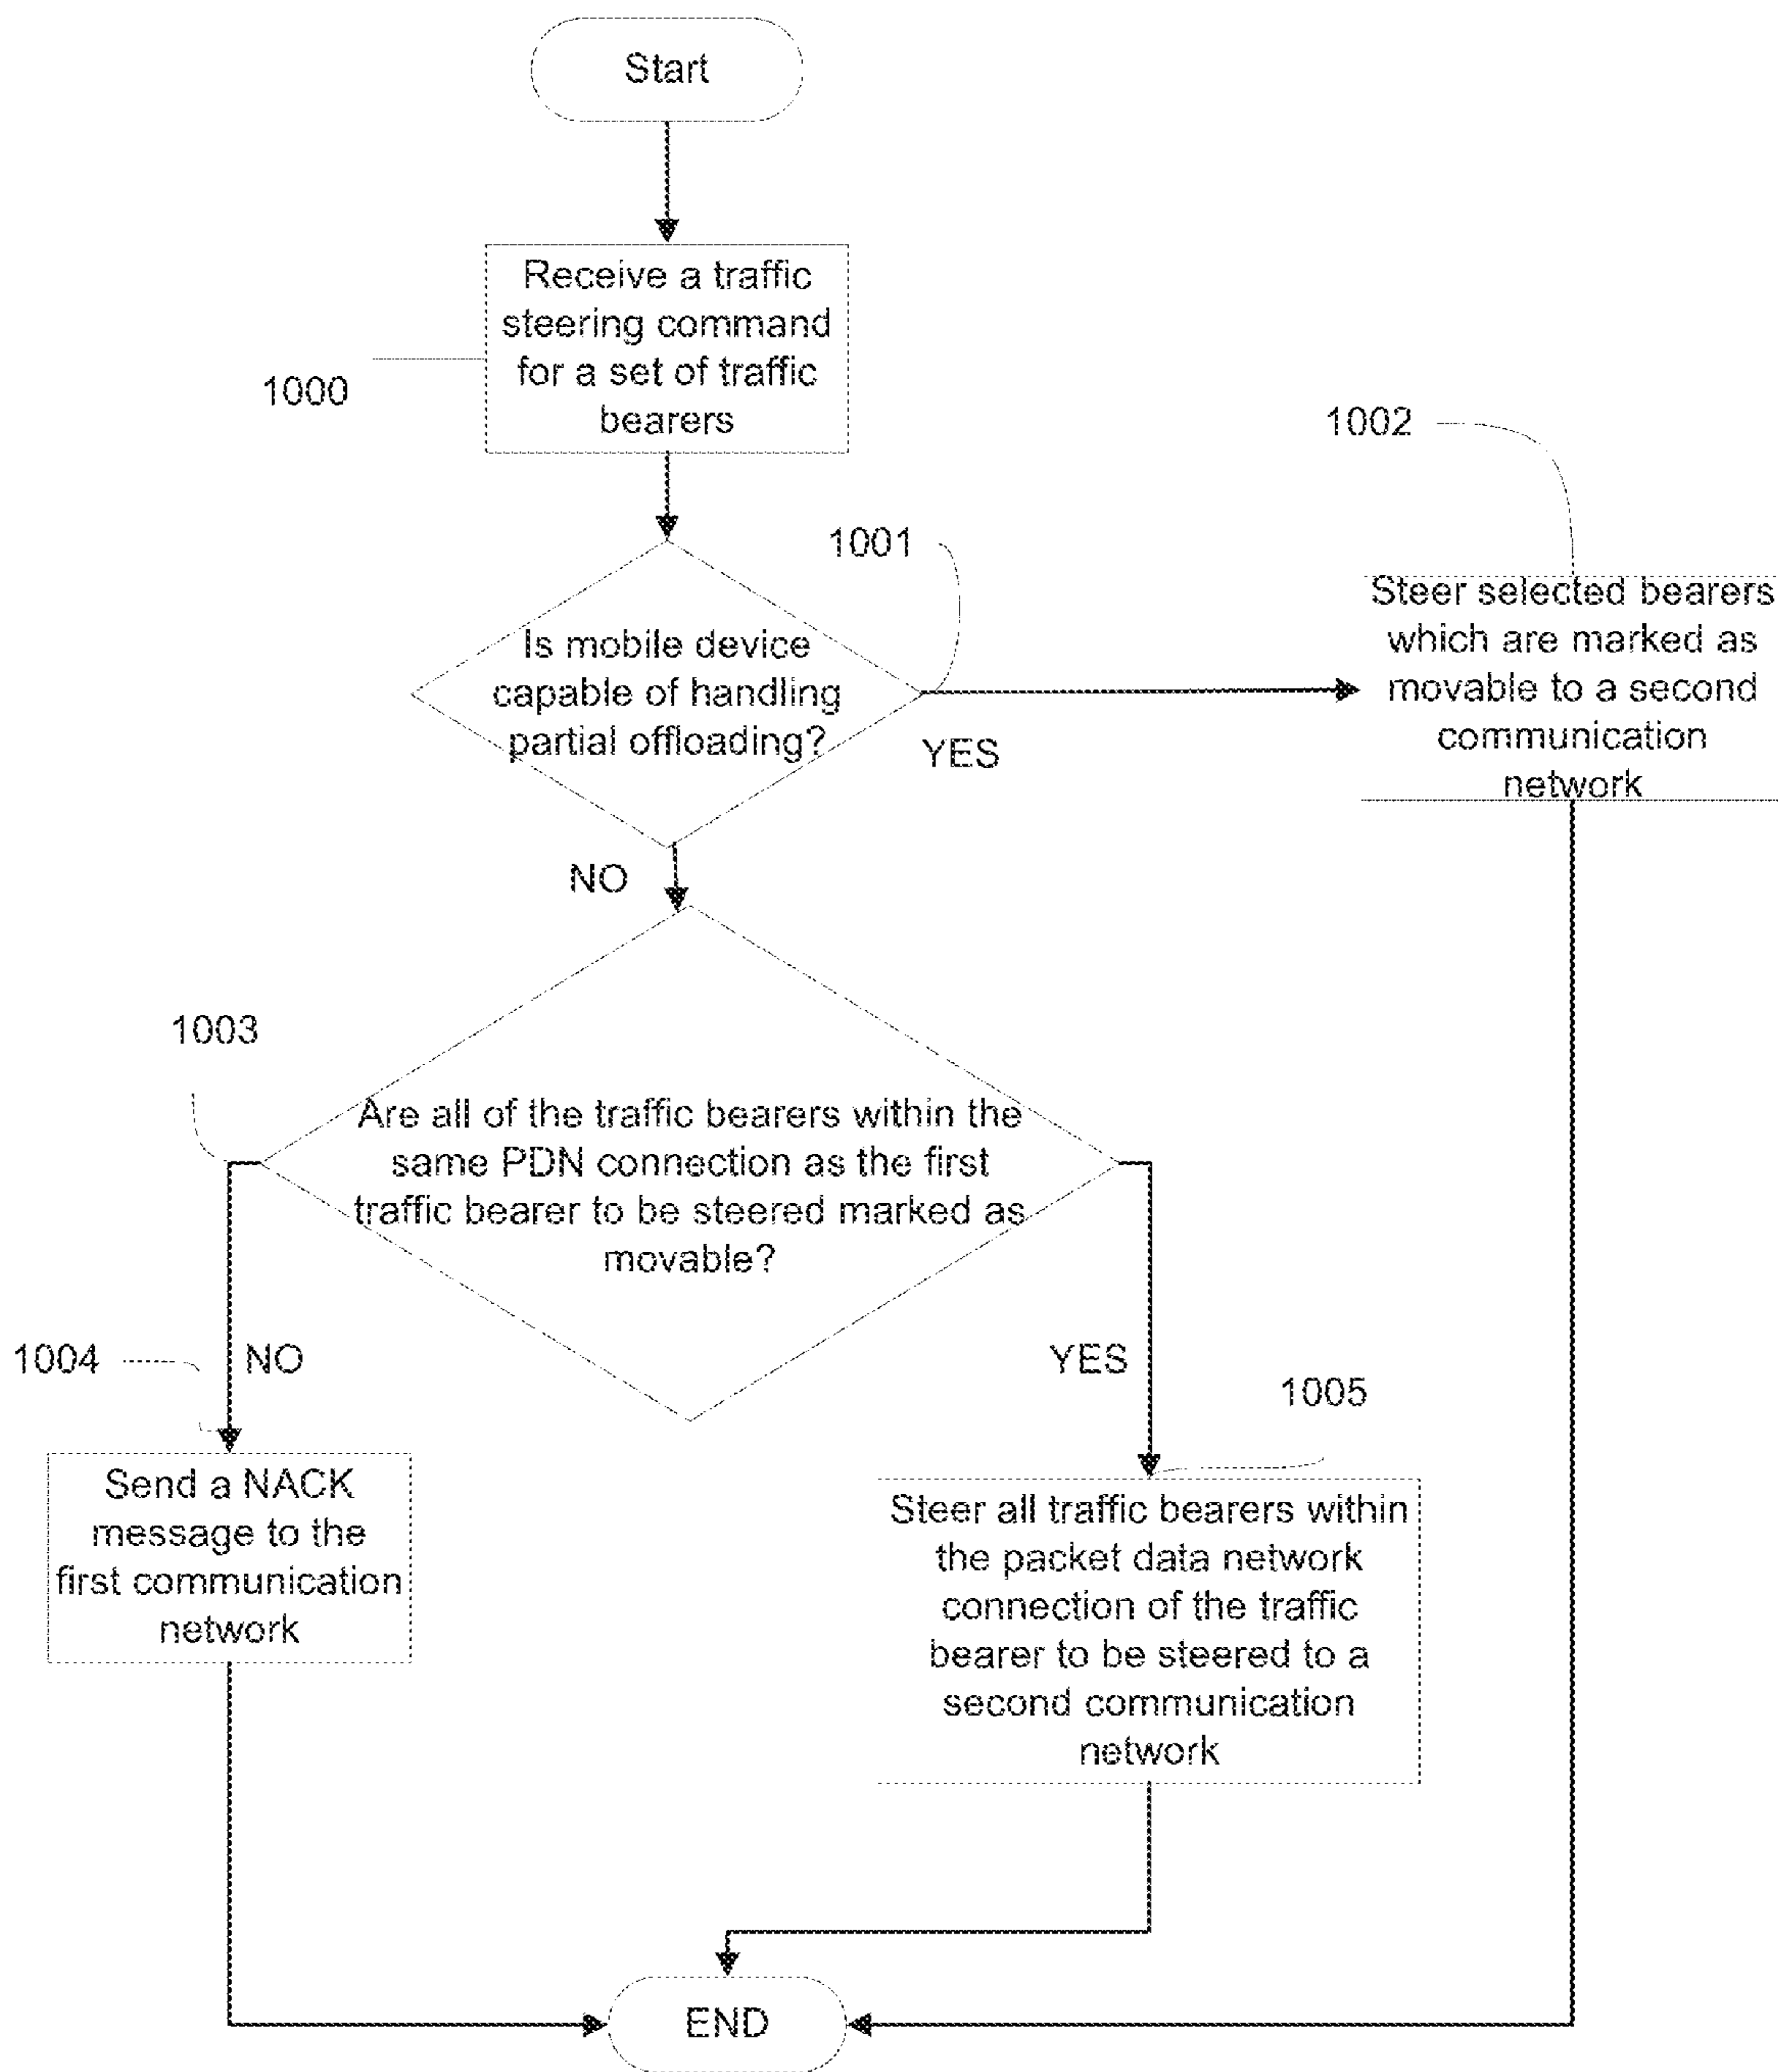 Start
Receive a traffic
steering command
for a set of traffic
bearers
1000
1002
1001
Steer selected bearers
which are marked as
movable to a second
communication
network
Is mobile device
capable of handling
partial offloading?
YES
NO
1003
Are all of the traffic bearers within the
same PDN connection as the first
traffic bearer to be steered marked as
movable?
1004
NO
YES
1005
Send a NACK
message to the
first communication
network
Steer all traffic bearers within
the packet data network
connection of the traffic
bearer to be steered to a
second communication
network
END